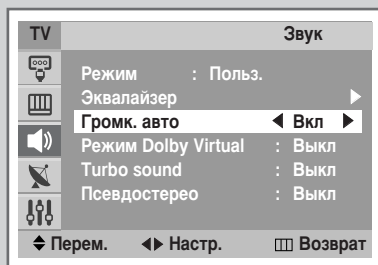 TV Звук
Режим : Польз.
Эквалайзер
Громк. авто ◀ Вкл ▶
Режим Dolby Virtual : Выкл
Turbo sound : Выкл
Псевдостерео : Выкл
Перем. Настр. Возврат